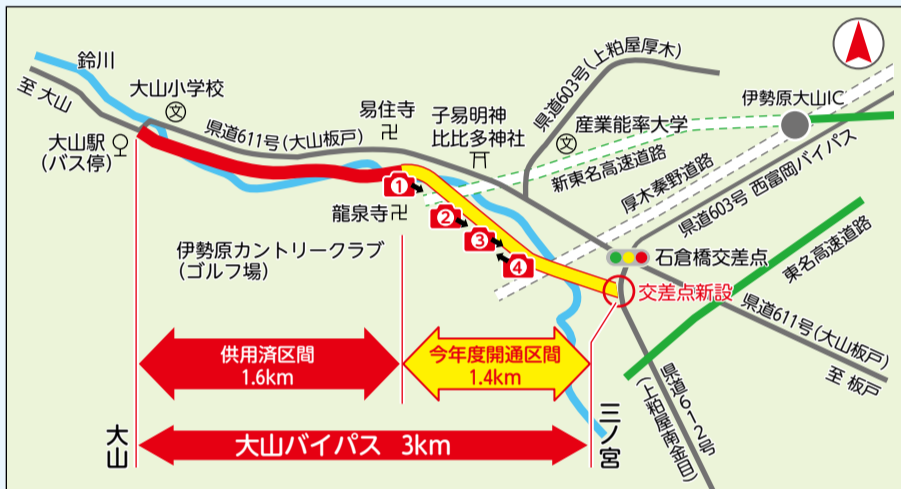 鈴川
至 大山
大山小学校
文
大山駅
(バス停)
県道611号(大山板戸)
易住寺
卍
子易明神
比比多神社
県道603号(上粕屋厚木)
産業能率大学
文
伊勢原大山IC
新東名高速道路
厚木秦野道路
県道603号 西富岡バイパス
龍泉寺
卍
1
2
3
4
伊勢原カントリークラブ
(ゴルフ場)
石倉橋交差点
東名高速道路
交差点新設
県道611号(大山板戸)
至 板戸
県道612号
(上粕屋南金目)
供用済区間
1.6km
今年度開通区間
1.4km
大山
大山バイパス 3km
三ノ宮